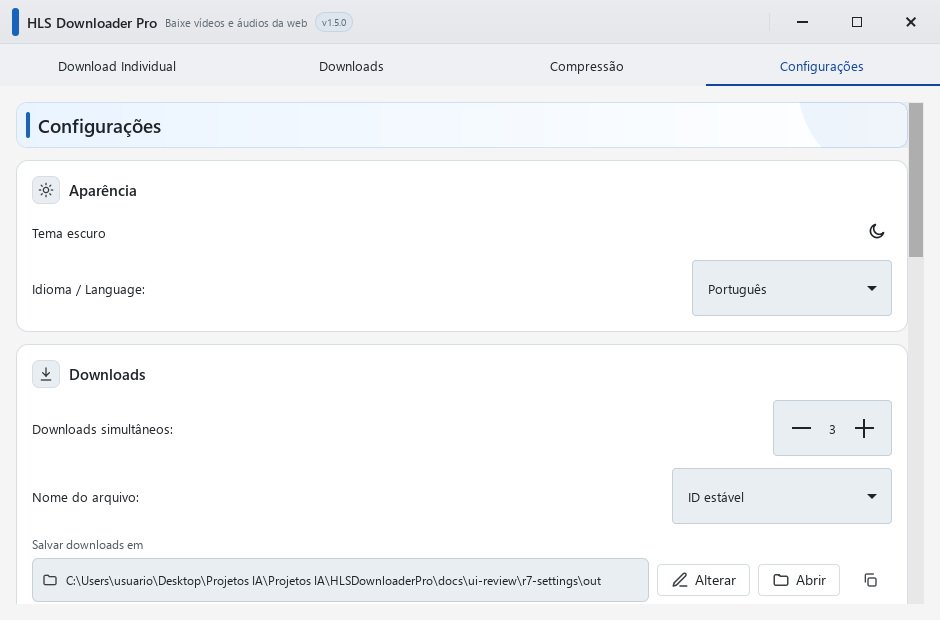 HLS Downloader Pro Baixe vídeos e áudios da web v1.5.0
Download Individual Downloads Compressão Configurações
Configurações
Aparência
Tema escuro
Idioma / Language: Português
Downloads
Downloads simultâneos: 3
Nome do arquivo: ID estável
Salvar downloads em
C:\Users\usuario\Desktop\Projetos IA\Projetos IA\HLSDownloaderPro\docs\ui-review\r7-settings\out Alterar Abrir